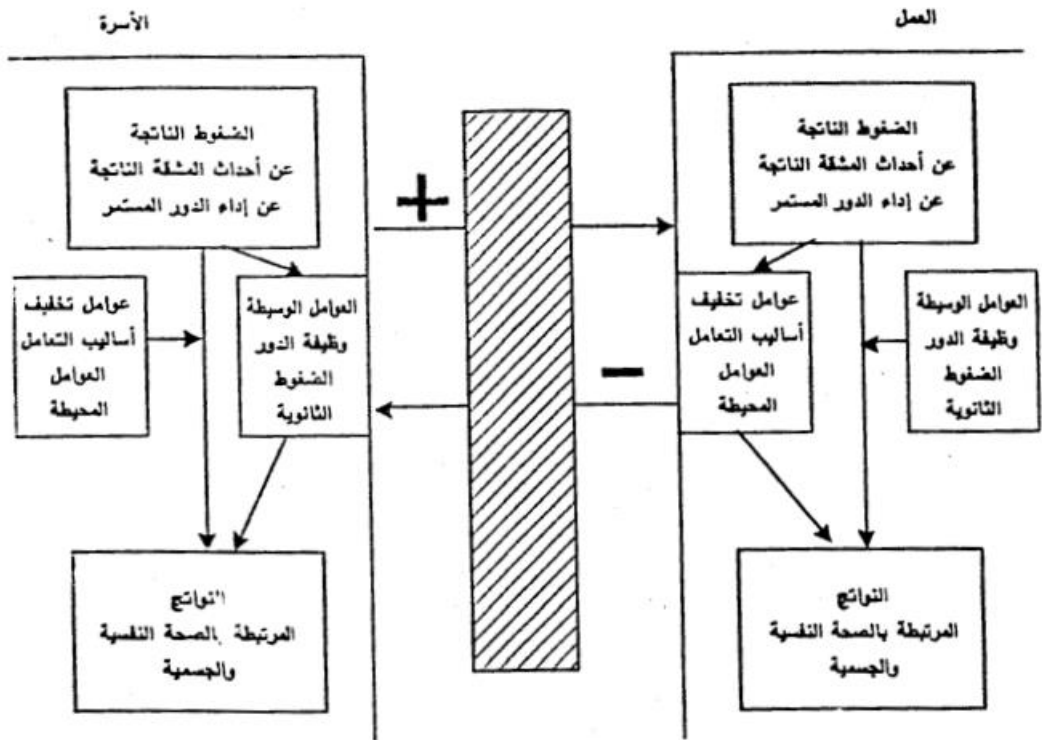 العمل
الضغوط الناتجة
عن أحداث المشقة الناتجة
عن إداء الدور المستمر
العوامل الوسيطة
وظيفة الدور
الضغوط
الثانوية
عوامل تخفيف
أساليب التعامل
العوامل
المحيطة
النواتج
المرتبطة بالصحة النفسية
والجسمية
+
−
الأسرة
الضغوط الناتجة
عن أحداث المشقة الناتجة
عن إداء الدور المستمر
العوامل الوسيطة
وظيفة الدور
الضغوط
الثانوية
عوامل تخفيف
أساليب التعامل
العوامل
المحيطة
النواتج
المرتبطة بالصحة النفسية
والجسمية